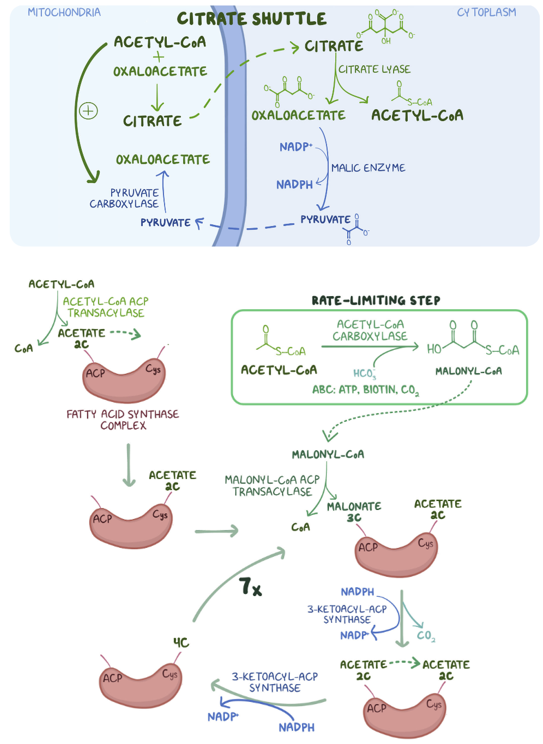 MITOCHONDRIA
CITRATE SHUTTLE
CYTOPLASM
ACETYL-CoA
+
OXALOACETATE
CITRATE
+
OXALOACETATE
PYRUVATE
CARBOXYLASE
PYRUVATE
CITRATE
O⁻
O⁻
O
O
OH
CITRATE LYASE
O
S-CoA
O
O
O⁻
O⁻
O
OXALOACETATE
ACETYL-CoA
NADP⁺
MALIC ENZYME
NADPH
PYRUVATE
O
O⁻
O
ACETYL-CoA
ACETYL-CoA ACP
TRANSACYLASE
CoA
ACETATE
2C
ACP
Cys
FATTY ACID SYNTHASE
COMPLEX
RATE-LIMITING STEP
O
S-CoA
ACETYL-CoA
ACETYL-CoA
CARBOXYLASE
HCO₃⁻
ABC: ATP, BIOTIN, CO₂
O
O
HO
S-CoA
MALONYL-CoA
ACETATE
2C
ACP
Cys
MALONYL-CoA
MALONYL-CoA ACP
TRANSACYLASE
CoA
MALONATE
3C
ACETATE
2C
ACP
Cys
NADPH
3-KETOACYL-ACP
SYNTHASE
NADP⁺
CO₂
ACETATE
2C
ACETATE
2C
ACP
Cys
3-KETOACYL-ACP
SYNTHASE
NADP⁺
NADPH
4C
ACP
Cys
7x